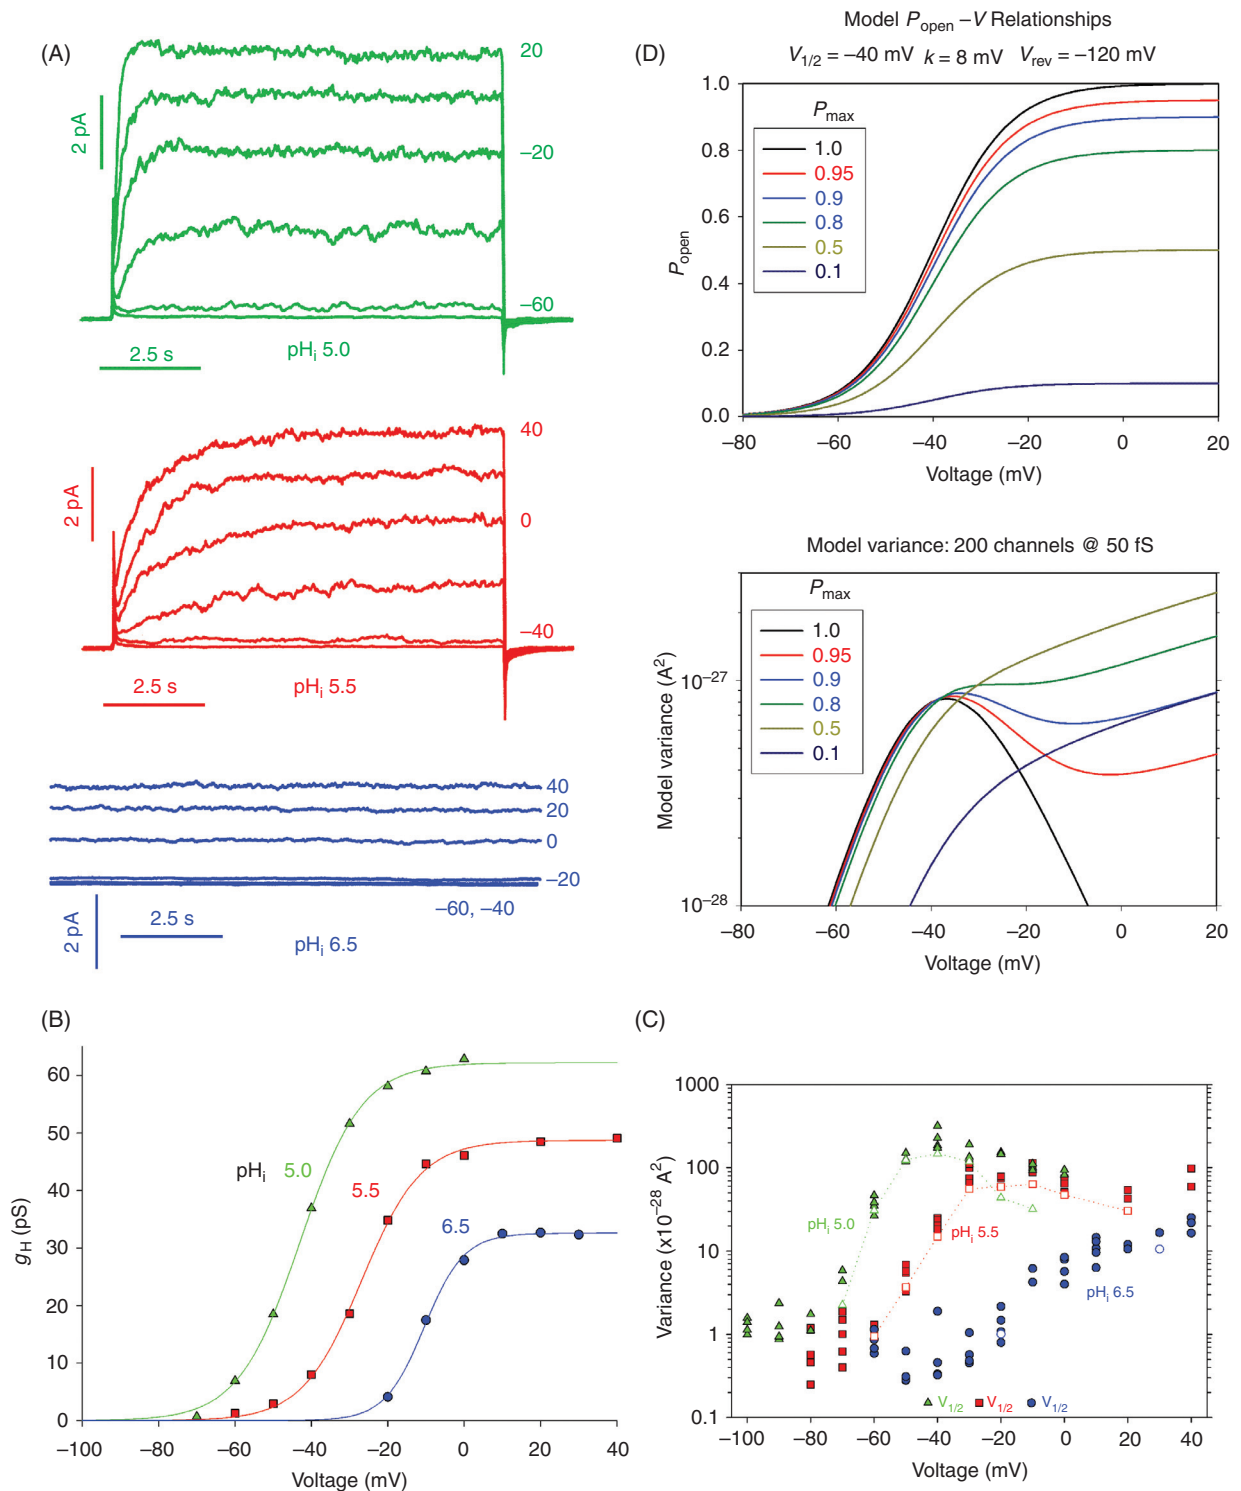 (A)
20
2 pA
−20
−60
2.5 s
pHi 5.0
40
2 pA
0
−40
2.5 s
pHi 5.5
40
20
0
−20
−60, −40
2 pA
2.5 s
pHi 6.5
(D)
Model Popen –V Relationships
V1/2 = −40 mV k = 8 mV Vrev = −120 mV
Popen
1.0
0.8
0.6
0.4
0.2
0.0
Pmax
1.0
0.95
0.9
0.8
0.5
0.1
−80 −60 −40 −20 0 20
Voltage (mV)
Model variance: 200 channels @ 50 fS
Model variance (A²)
10⁻²⁷
10⁻²⁸
Pmax
1.0
0.95
0.9
0.8
0.5
0.1
−80 −60 −40 −20 0 20
Voltage (mV)
(B)
gH (pS)
60
50
40
30
20
10
0
pHi 5.0
5.5
6.5
−100 −80 −60 −40 −20 0 20 40
Voltage (mV)
(C)
Variance (x10⁻²⁸ A²)
1000
100
10
1
0.1
pHi 5.0
pHi 5.5
pHi 6.5
V1/2 V1/2 V1/2
−100 −80 −60 −40 −20 0 20 40
Voltage (mV)